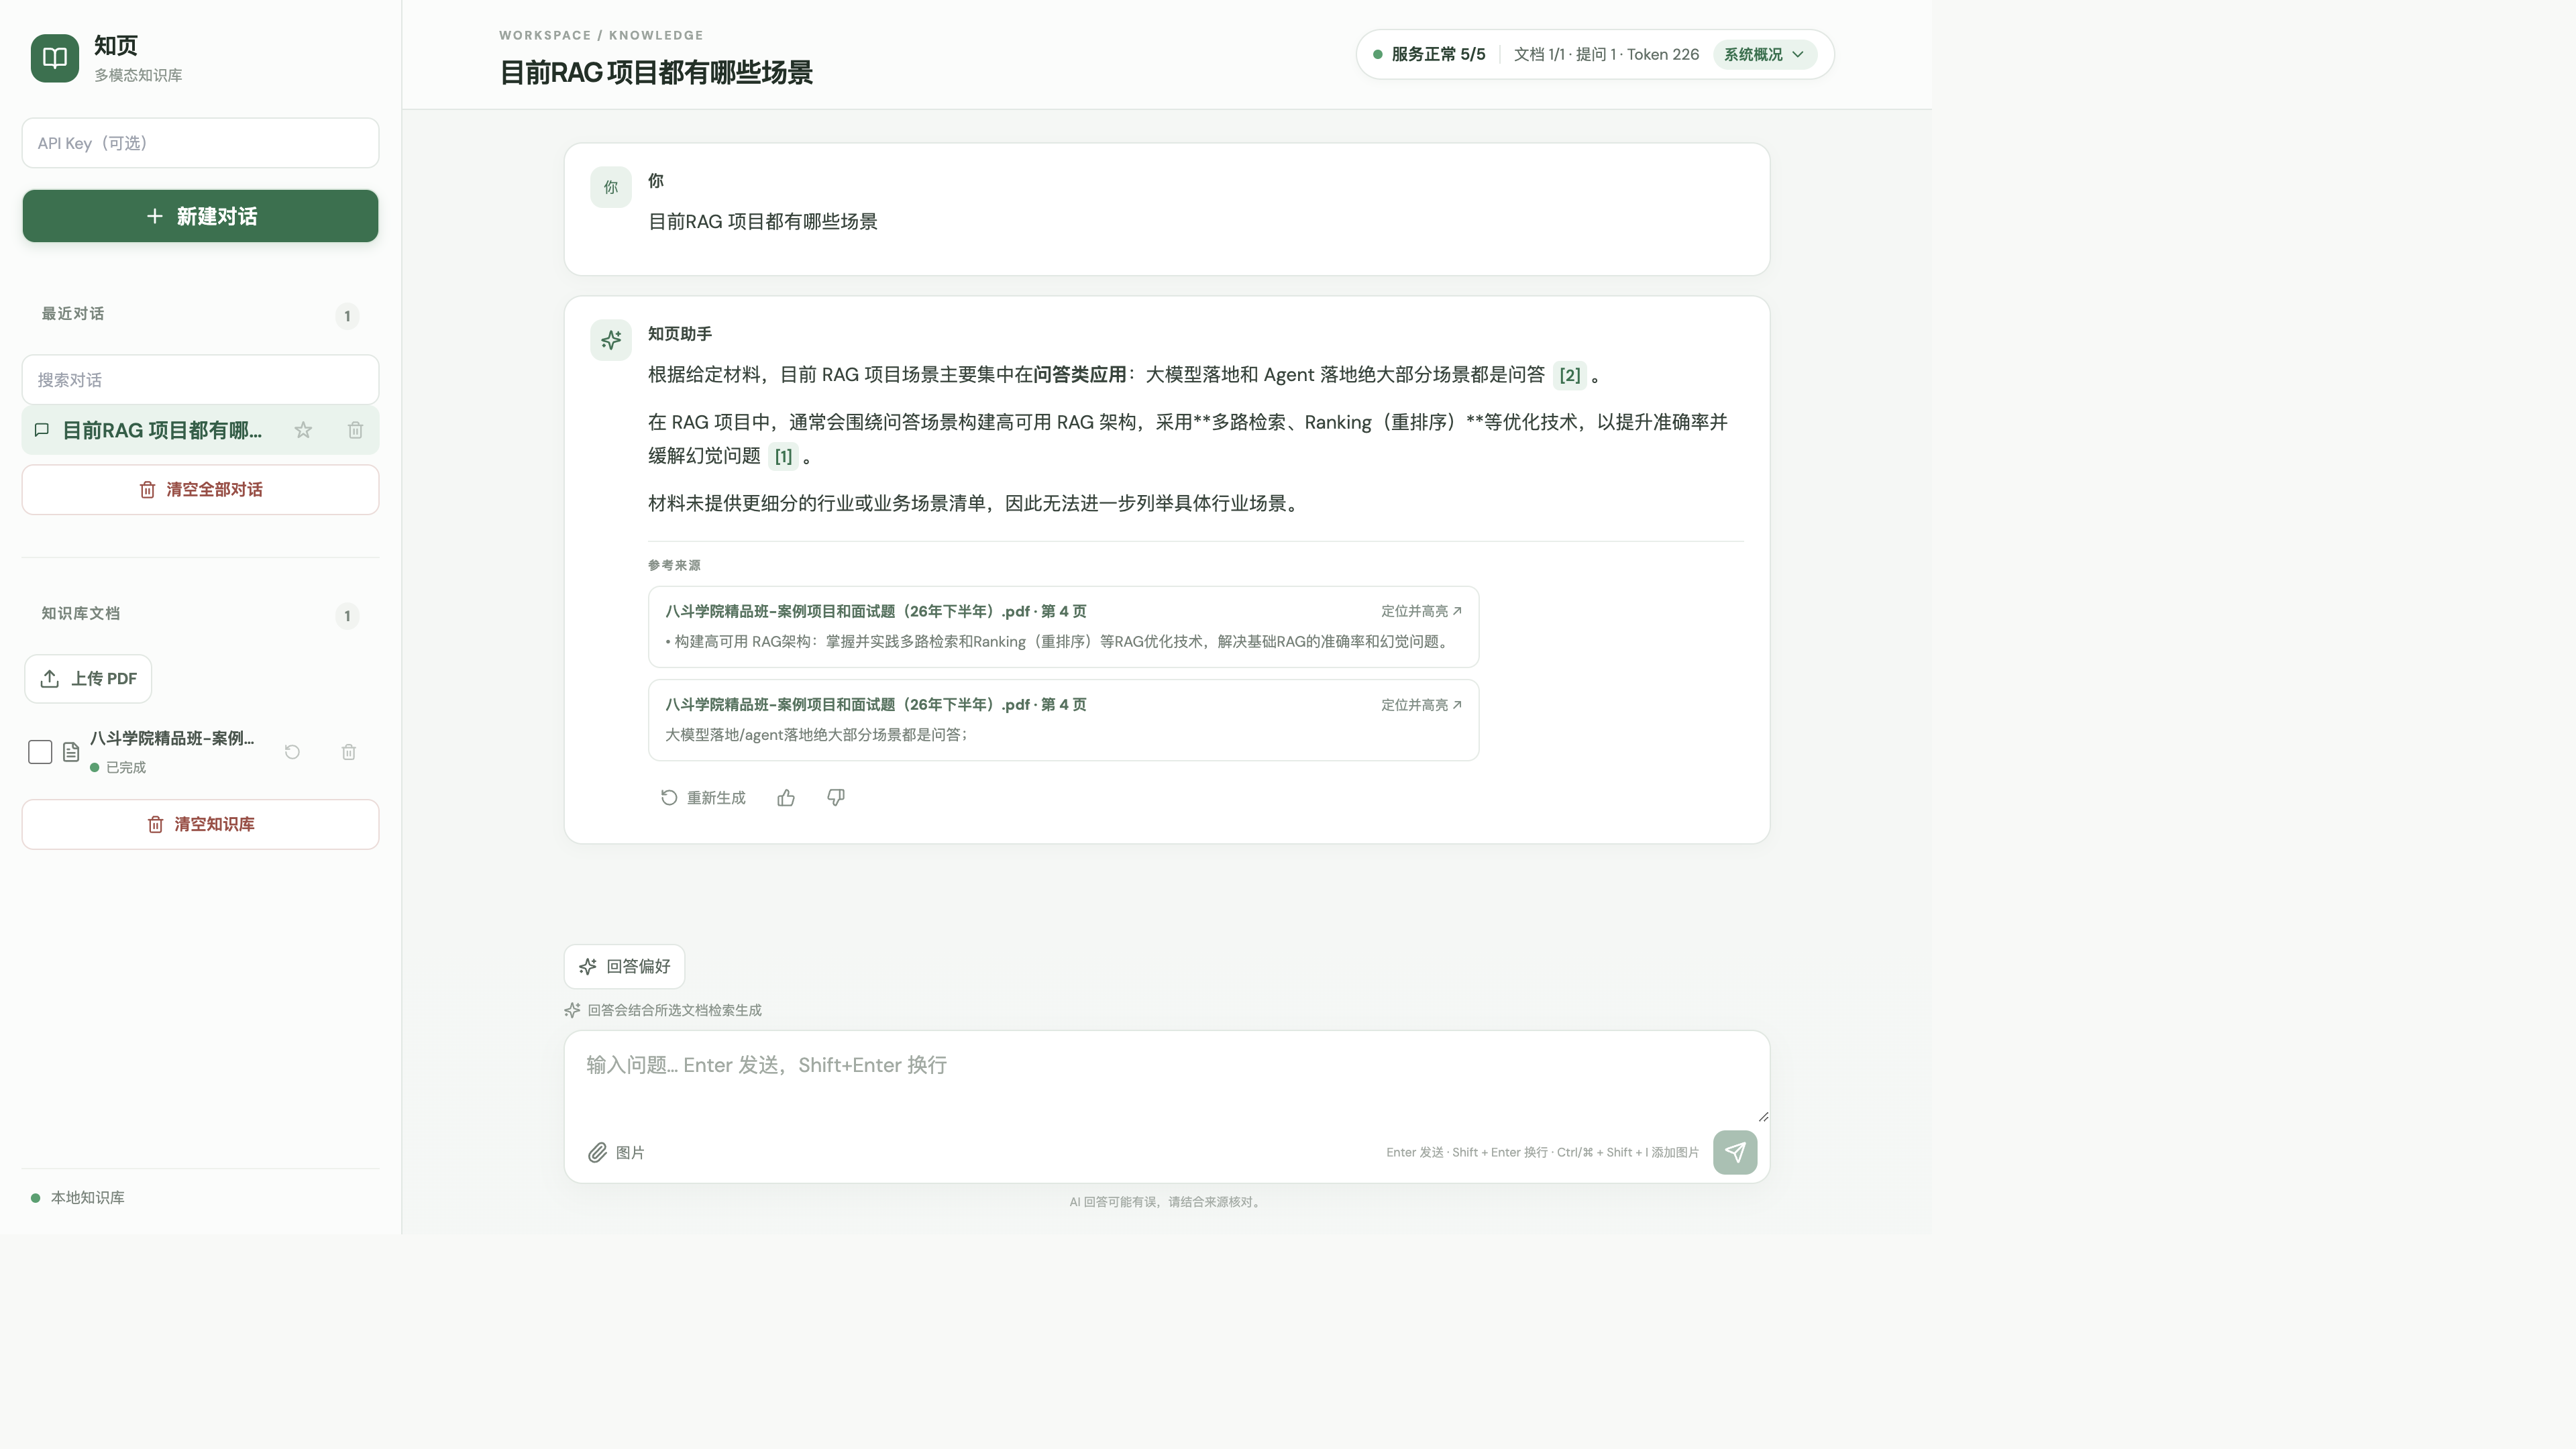 知页
多模态知识库
API Key（可选）
新建对话
最近对话
1
搜索对话
目前RAG 项目都有哪...
清空全部对话
知识库文档
1
上传 PDF
八斗学院精品班-案例...
已完成
清空知识库
本地知识库
WORKSPACE / KNOWLEDGE
目前RAG 项目都有哪些场景
服务正常 5/5
文档 1/1 · 提问 1 · Token 226
系统概况
你
你
目前RAG 项目都有哪些场景
知页助手
根据给定材料，目前 RAG 项目场景主要集中在问答类应用：大模型落地和 Agent 落地绝大部分场景都是问答 [2] 。
在 RAG 项目中，通常会围绕问答场景构建高可用 RAG 架构，采用**多路检索、Ranking（重排序）**等优化技术，以提升准确率并
缓解幻觉问题 [1] 。
材料未提供更细分的行业或业务场景清单，因此无法进一步列举具体行业场景。
参考来源
八斗学院精品班-案例项目和面试题（26年下半年）.pdf · 第 4 页
定位并高亮 ↗
• 构建高可用 RAG架构：掌握并实践多路检索和Ranking（重排序）等RAG优化技术，解决基础RAG的准确率和幻觉问题。
八斗学院精品班-案例项目和面试题（26年下半年）.pdf · 第 4 页
定位并高亮 ↗
大模型落地/agent落地绝大部分场景都是问答；
重新生成
回答偏好
回答会结合所选文档检索生成
输入问题... Enter 发送，Shift+Enter 换行
图片
Enter 发送 · Shift + Enter 换行 · Ctrl/⌘ + Shift + I 添加图片
AI 回答可能有误，请结合来源核对。